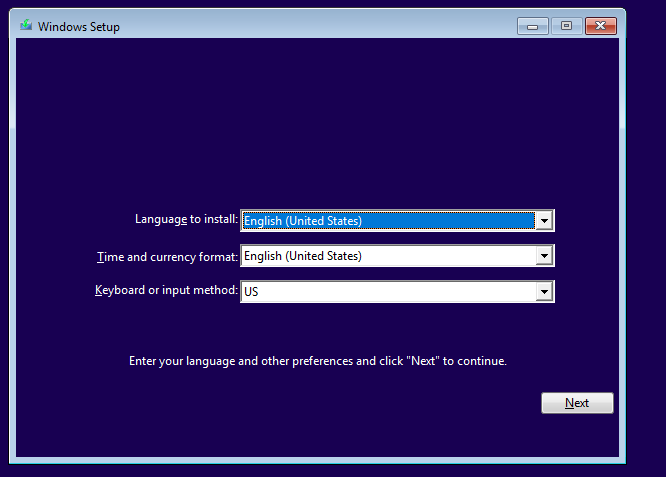 Windows Setup
Language to install: English (United States)
Time and currency format: English (United States)
Keyboard or input method: US
Enter your language and other preferences and click "Next" to continue.
Next